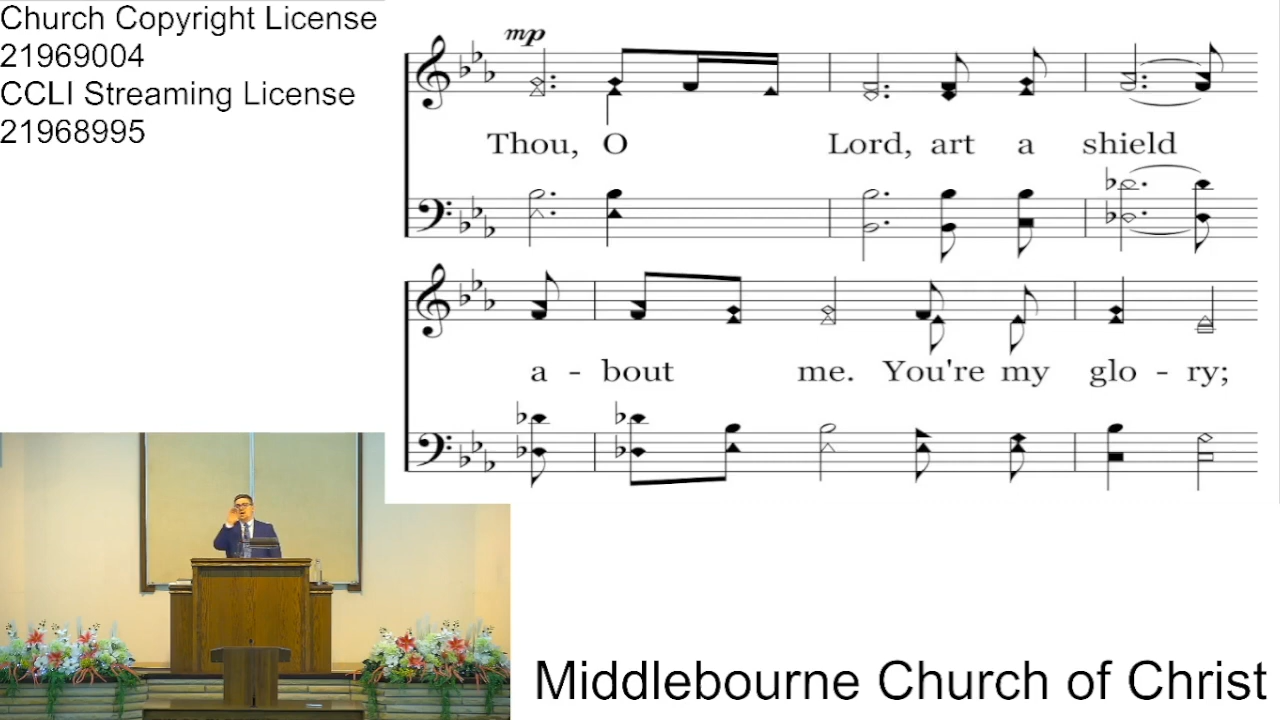 Church Copyright License
21969004
CCLI Streaming License
21968995
mp
Thou, O Lord, art a shield
a - bout me. You're my glo - ry;
Middlebourne Church of Christ